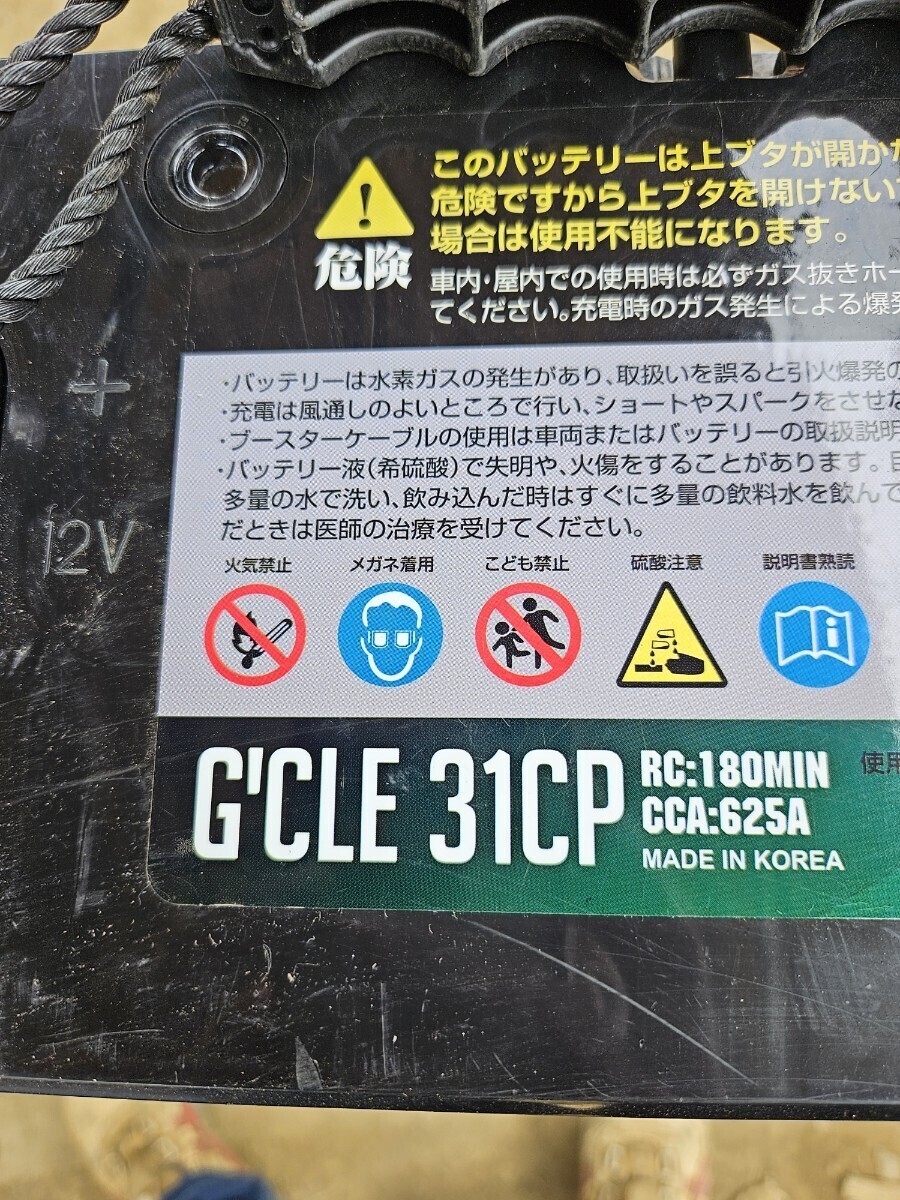 このバッテリーは上ブタが開か
危険ですから上ブタを開けない
場合は使用不能になります。
危険
車内・屋内での使用時は必ずガス抜きホー
てください。充電時のガス発生による爆発
・バッテリーは水素ガスの発生があり、取扱いを誤ると引火爆発の
・充電は風通しのよいところで行い、ショートやスパークをさせ
・ブースターケーブルの使用は車両またはバッテリーの取扱説明
・バッテリー液(希硫酸)で失明や、火傷をすることがあります。
多量の水で洗い、飲み込んだ時はすぐに多量の飲料水を飲んで
だときは医師の治療を受けてください。
火気禁止 メガネ着用 こども禁止 硫酸注意 説明書熟読
+
12V
G'CLE 31CP
RC:180MIN
CCA:625A
MADE IN KOREA
使用
L